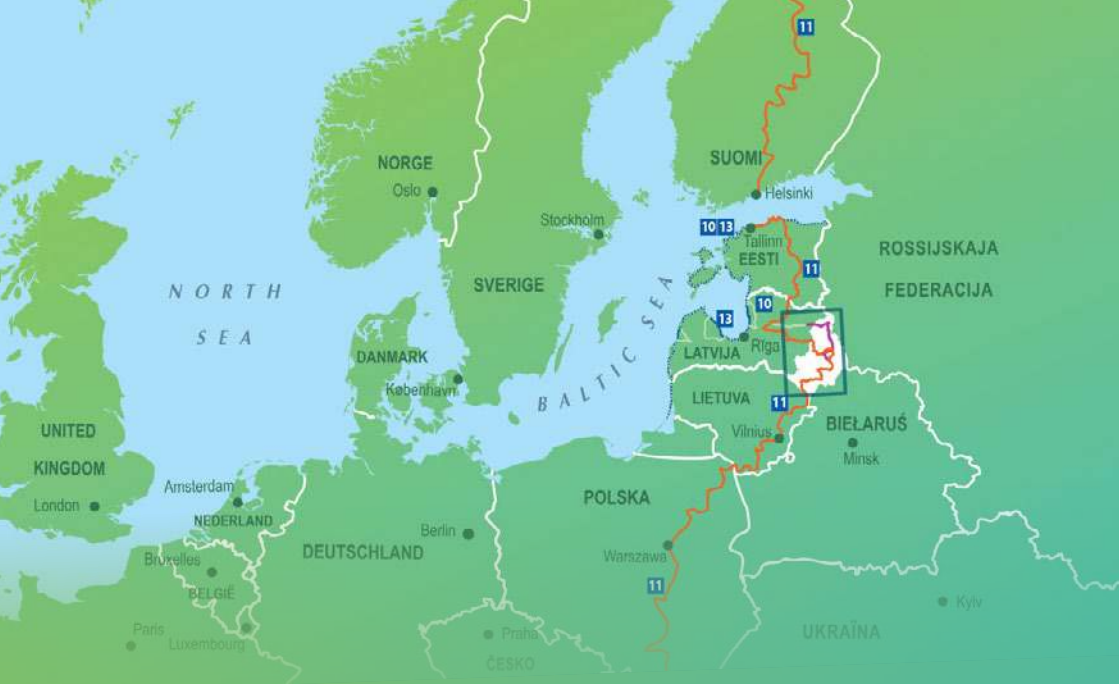 11
SUOMI
NORGE
Oslo
Helsinki
Stockholm
10 13
Tallinn
EESTI
ROSSIJSKAJA
FEDERACIJA
11
SVERIGE
NORTH
SEA
BALTIC SEA
10
13
Rīga
LATVIJA
DANMARK
København
LIETUVA
11
Vilnius
BIEŁARUŚ
Minsk
UNITED
KINGDOM
London
Amsterdam
NEDERLAND
POLSKA
Berlin
DEUTSCHLAND
Warszawa
Bruxelles
BELGIË
11
Kyiv
UKRAÏNA
Paris
Luxembourg
Praha
ČESKO